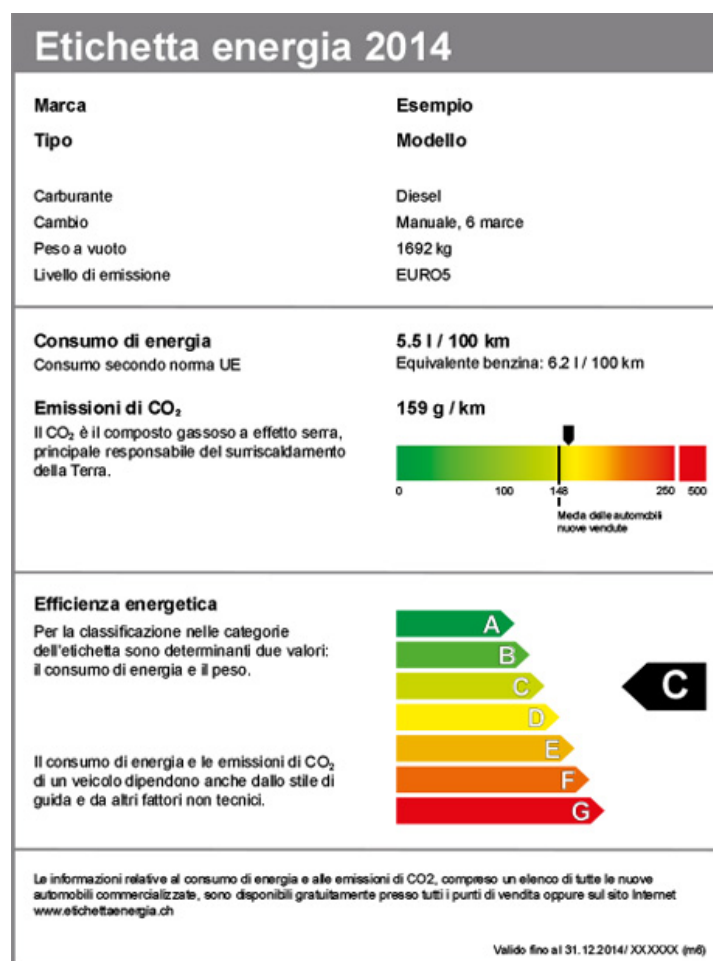 Etichetta energia 2014
Marca Esempio
Tipo Modello
Carburante Diesel
Cambio Manuale, 6 marce
Peso a vuoto 1692 kg
Livello di emissione EURO5
Consumo di energia 5.5 l / 100 km
Consumo secondo norma UE Equivalente benzina: 6.2 l / 100 km
Emissioni di CO₂ 159 g / km
Il CO₂ è il composto gassoso a effetto serra,
principale responsabile del surriscaldamento
della Terra.
0 100 148 250 500
Media delle automobili
nuove vendute
Efficienza energetica
Per la classificazione nelle categorie
dell'etichetta sono determinanti due valori:
il consumo di energia e il peso.
Il consumo di energia e le emissioni di CO₂
di un veicolo dipendono anche dallo stile di
guida e da altri fattori non tecnici.
A
B
C
D
E
F
G
C
Le informazioni relative al consumo di energia e alle emissioni di CO2, compreso un elenco di tutte le nuove
automobili commercializzate, sono disponibili gratuitamente presso tutti i punti di vendita oppure sul sito Internet
www.etichettaenergia.ch
Valido fino al 31.12.2014/ XXXXXX (m6)